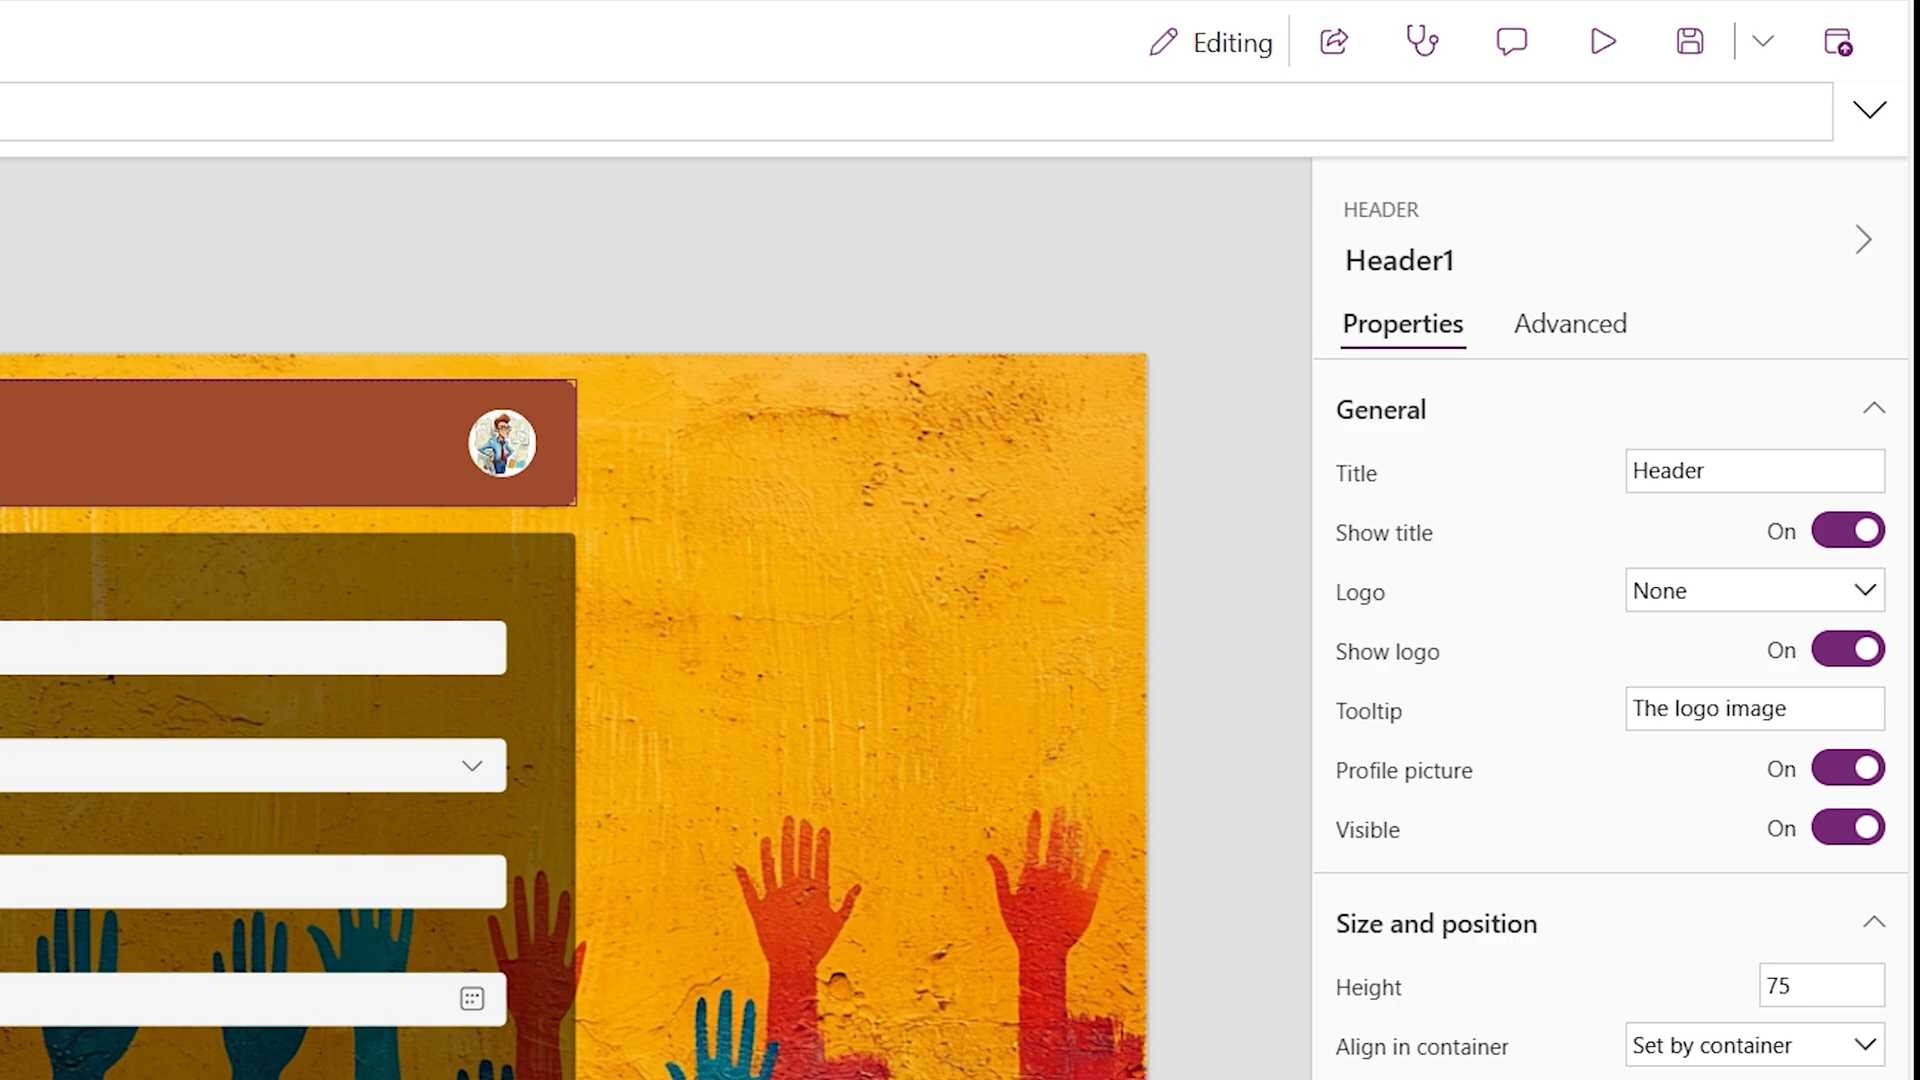 Editing
HEADER
Header1
Properties Advanced
General
Title Header
Show title On
Logo None
Show logo On
Tooltip The logo image
Profile picture On
Visible On
Size and position
Height 75
Align in container Set by container